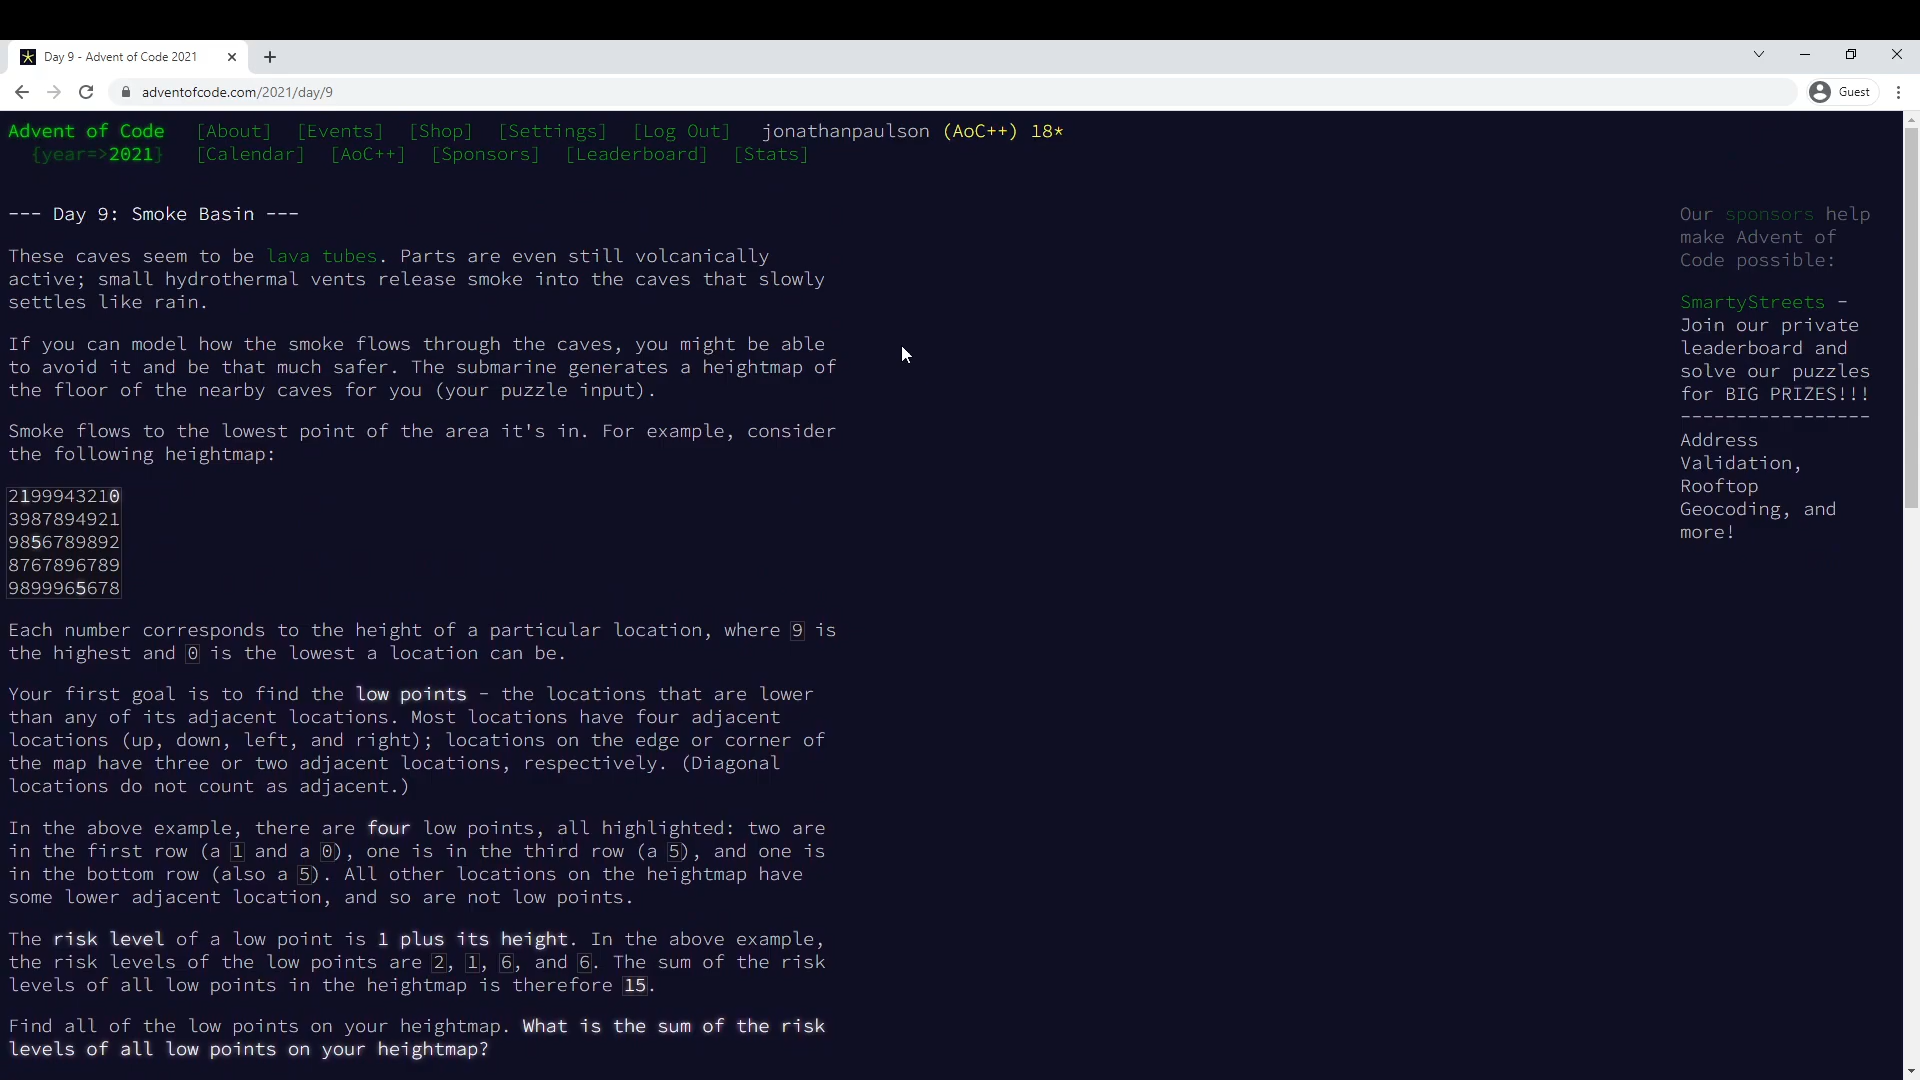 Day 9 - Advent of Code 2021
adventofcode.com/2021/day/9
Guest
Advent of Code [About] [Events] [Shop] [Settings] [Log Out] jonathanpaulson (AoC++) 18*
{year=>2021} [Calendar] [AoC++] [Sponsors] [Leaderboard] [Stats]
--- Day 9: Smoke Basin ---
These caves seem to be lava tubes. Parts are even still volcanically
active; small hydrothermal vents release smoke into the caves that slowly
settles like rain.
If you can model how the smoke flows through the caves, you might be able
to avoid it and be that much safer. The submarine generates a heightmap of
the floor of the nearby caves for you (your puzzle input).
Smoke flows to the lowest point of the area it's in. For example, consider
the following heightmap:
2199943210
3987894921
9856789892
8767896789
9899965678
Each number corresponds to the height of a particular location, where 9 is
the highest and 0 is the lowest a location can be.
Your first goal is to find the low points - the locations that are lower
than any of its adjacent locations. Most locations have four adjacent
locations (up, down, left, and right); locations on the edge or corner of
the map have three or two adjacent locations, respectively. (Diagonal
locations do not count as adjacent.)
In the above example, there are four low points, all highlighted: two are
in the first row (a 1 and a 0), one is in the third row (a 5), and one is
in the bottom row (also a 5). All other locations on the heightmap have
some lower adjacent location, and so are not low points.
The risk level of a low point is 1 plus its height. In the above example,
the risk levels of the low points are 2, 1, 6, and 6. The sum of the risk
levels of all low points in the heightmap is therefore 15.
Find all of the low points on your heightmap. What is the sum of the risk
levels of all low points on your heightmap?
Our sponsors help
make Advent of
Code possible:
SmartyStreets -
Join our private
leaderboard and
solve our puzzles
for BIG PRIZES!!!
-----------------
Address
Validation,
Rooftop
Geocoding, and
more!